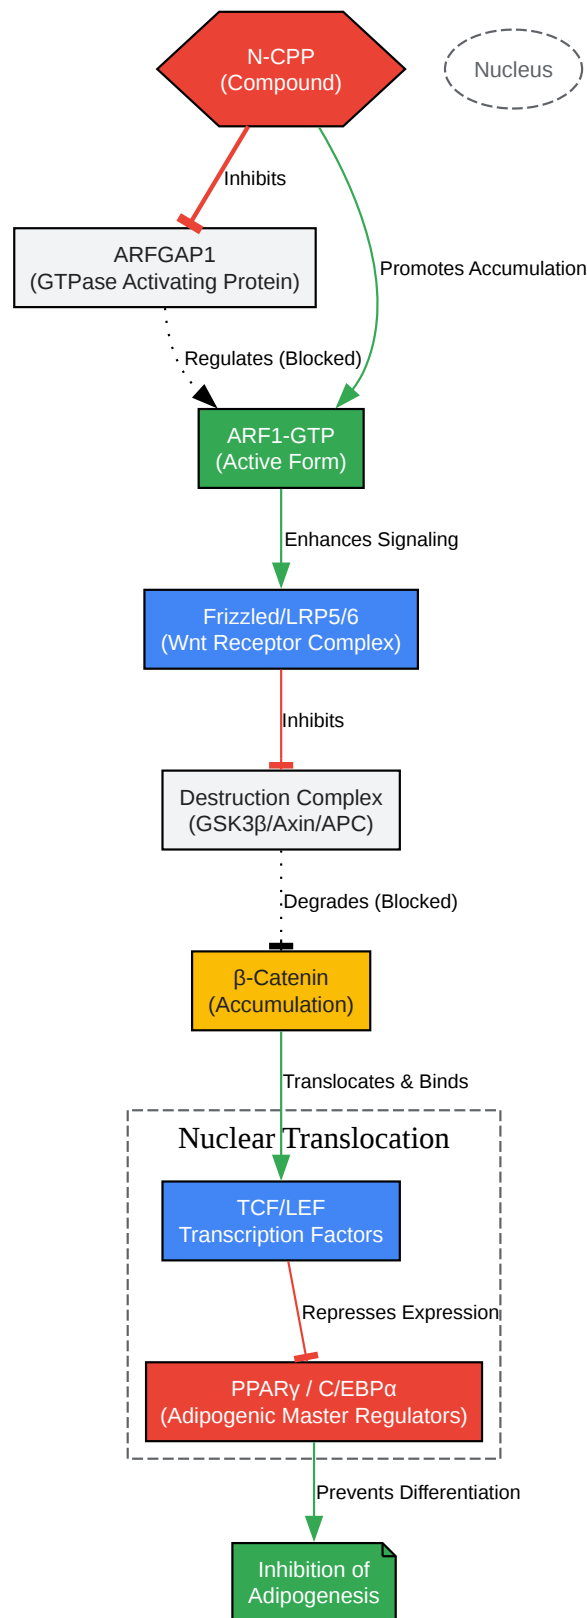 N-CPP
(Compound)
Nucleus
Inhibits
ARFGAP1
(GTPase Activating Protein)
Promotes Accumulation
Regulates (Blocked)
ARF1-GTP
(Active Form)
Enhances Signaling
Frizzled/LRP5/6
(Wnt Receptor Complex)
Inhibits
Destruction Complex
(GSK3β/Axin/APC)
Degrades (Blocked)
β-Catenin
(Accumulation)
Translocates & Binds
Nuclear Translocation
TCF/LEF
Transcription Factors
Represses Expression
PPARγ / C/EBPα
(Adipogenic Master Regulators)
Prevents Differentiation
Inhibition of
Adipogenesis